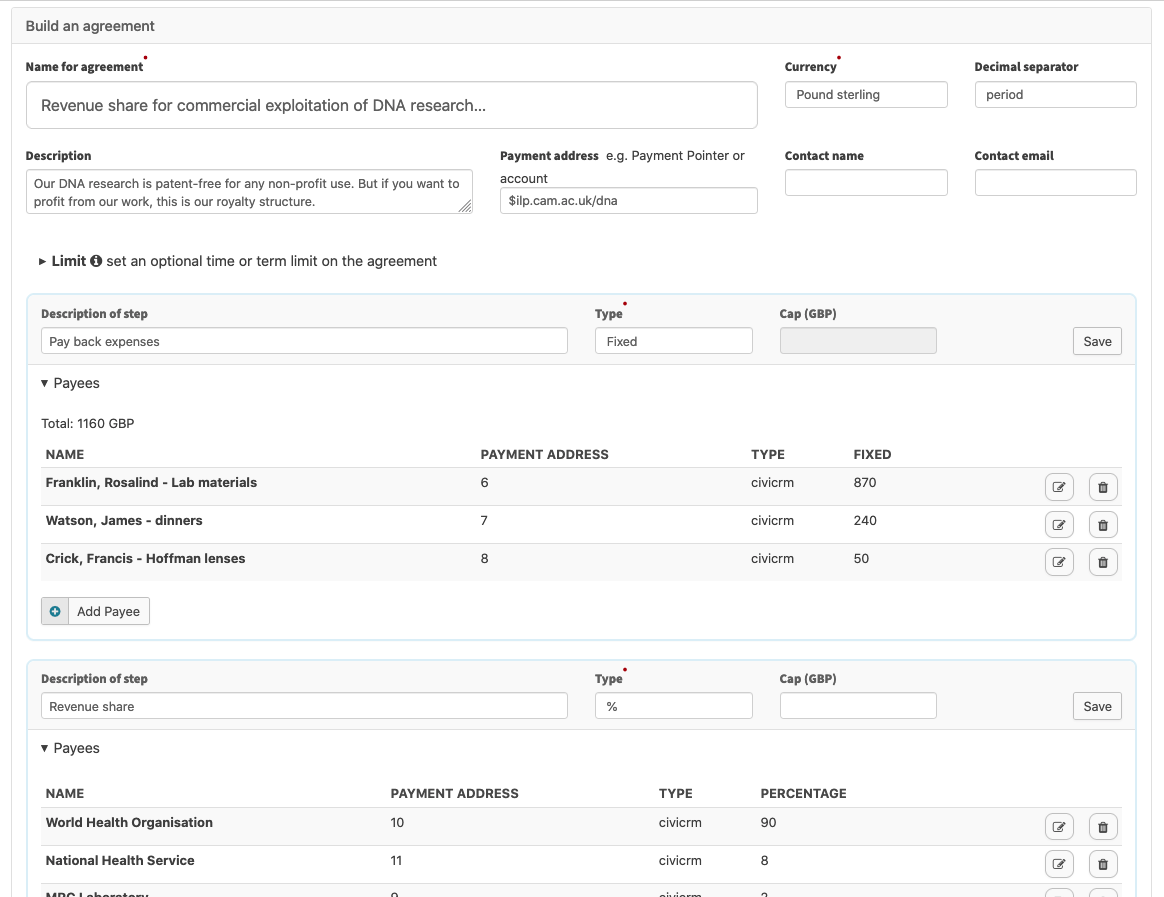 Build an agreement
Name for agreement
Currency
Decimal separator
Revenue share for commercial exploitation of DNA research...
Pound sterling
period
Description
Payment address e.g. Payment Pointer or
account
Contact name
Contact email
Our DNA research is patent-free for any non-profit use. But if you want to
profit from our work, this is our royalty structure.
$ilp.cam.ac.uk/dna
▸ Limit set an optional time or term limit on the agreement
Description of step
Type
Cap (GBP)
Pay back expenses
Fixed
Save
▾ Payees
Total: 1160 GBP
NAME PAYMENT ADDRESS TYPE FIXED
Franklin, Rosalind - Lab materials 6 civicrm 870
Watson, James - dinners 7 civicrm 240
Crick, Francis - Hoffman lenses 8 civicrm 50
Add Payee
Description of step
Type
Cap (GBP)
Revenue share
%
Save
▾ Payees
NAME PAYMENT ADDRESS TYPE PERCENTAGE
World Health Organisation 10 civicrm 90
National Health Service 11 civicrm 8
MRC Laboratory 9 civicrm 2